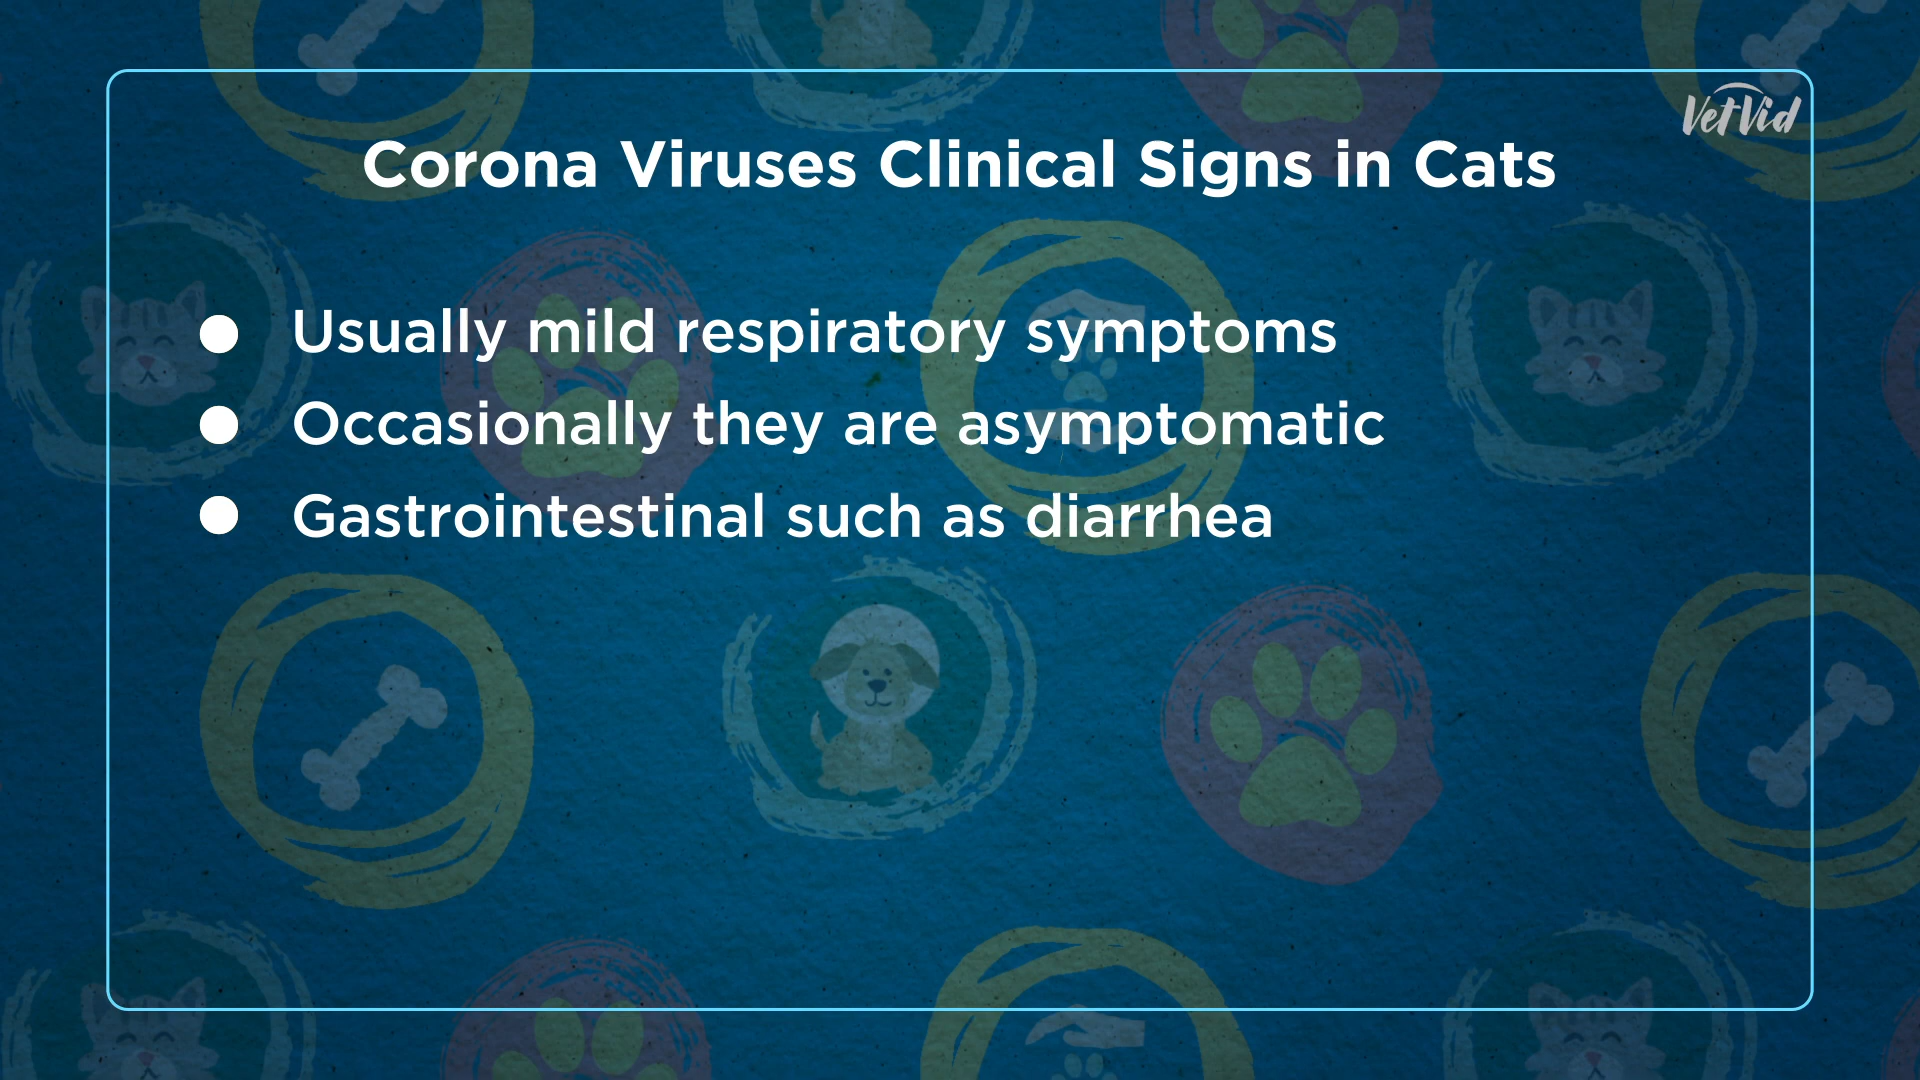 VetVid
Corona Viruses Clinical Signs in Cats
● Usually mild respiratory symptoms
● Occasionally they are asymptomatic
● Gastrointestinal such as diarrhea